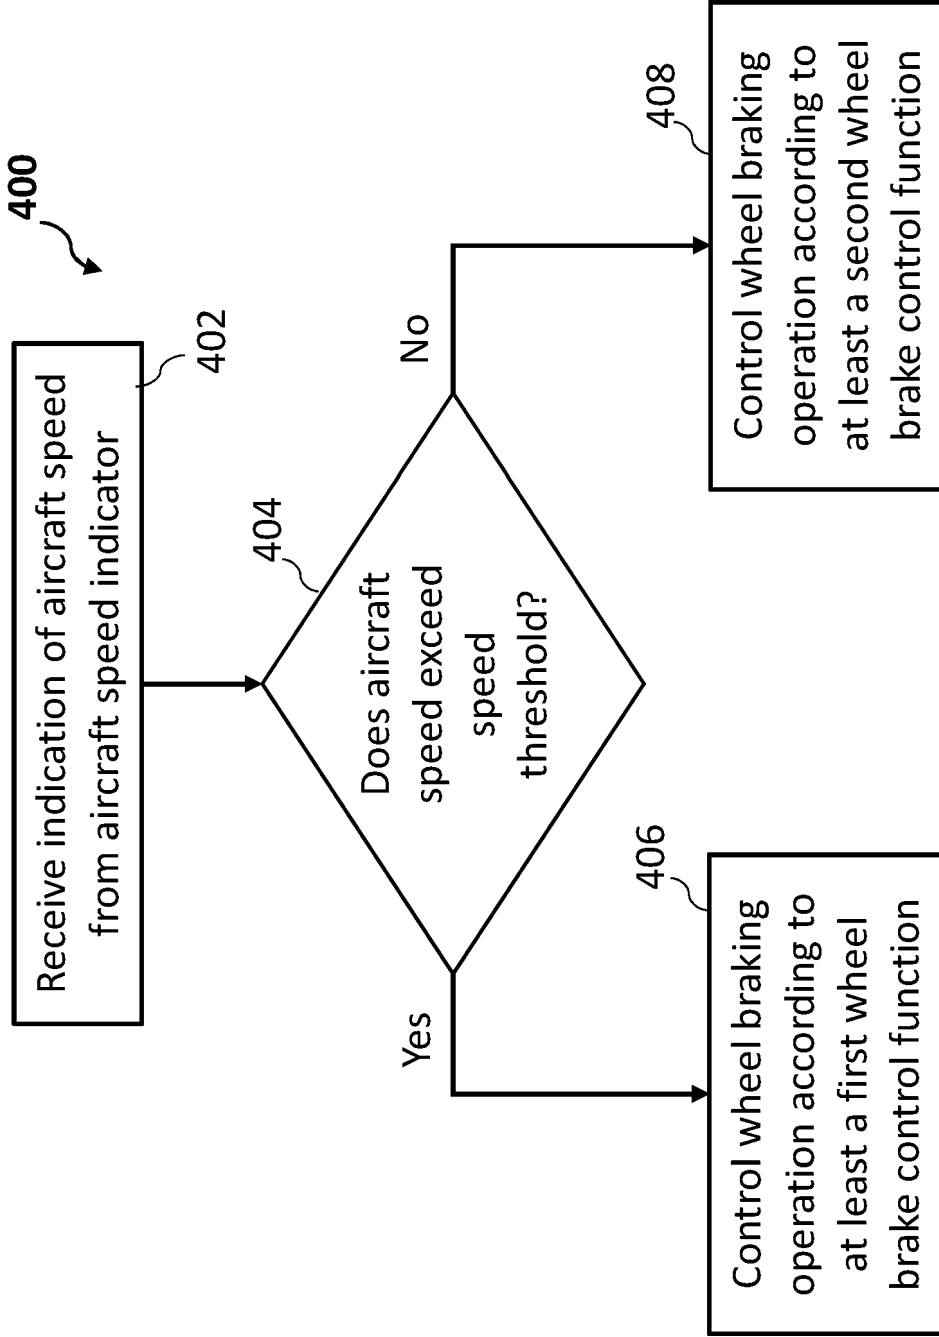 400
Receive indication of aircraft speed
from aircraft speed indicator
402
404
Does aircraft
speed exceed
speed
threshold?
Yes
No
406
Control wheel braking
operation according to
at least a first wheel
brake control function
408
Control wheel braking
operation according to
at least a second wheel
brake control function